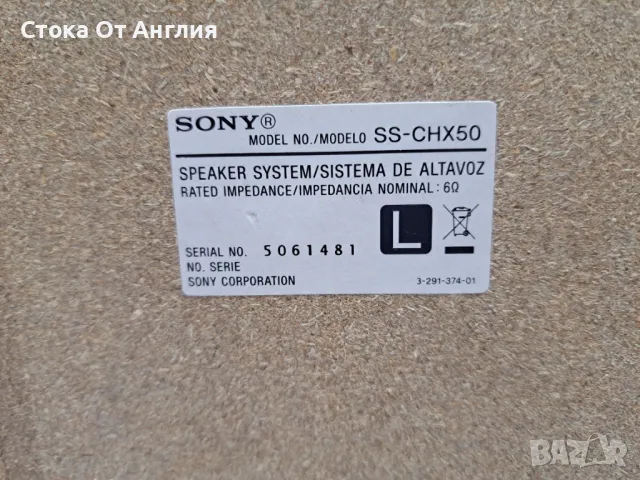 Стока От Англия
SONY®
MODEL NO./MODELO SS-CHX50
SPEAKER SYSTEM/SISTEMA DE ALTAVOZ
RATED IMPEDANCE/IMPEDANCIA NOMINAL: 6Ω
L
SERIAL NO. 5061481
NO. SERIE
SONY CORPORATION
3-291-374-01
BAZAR